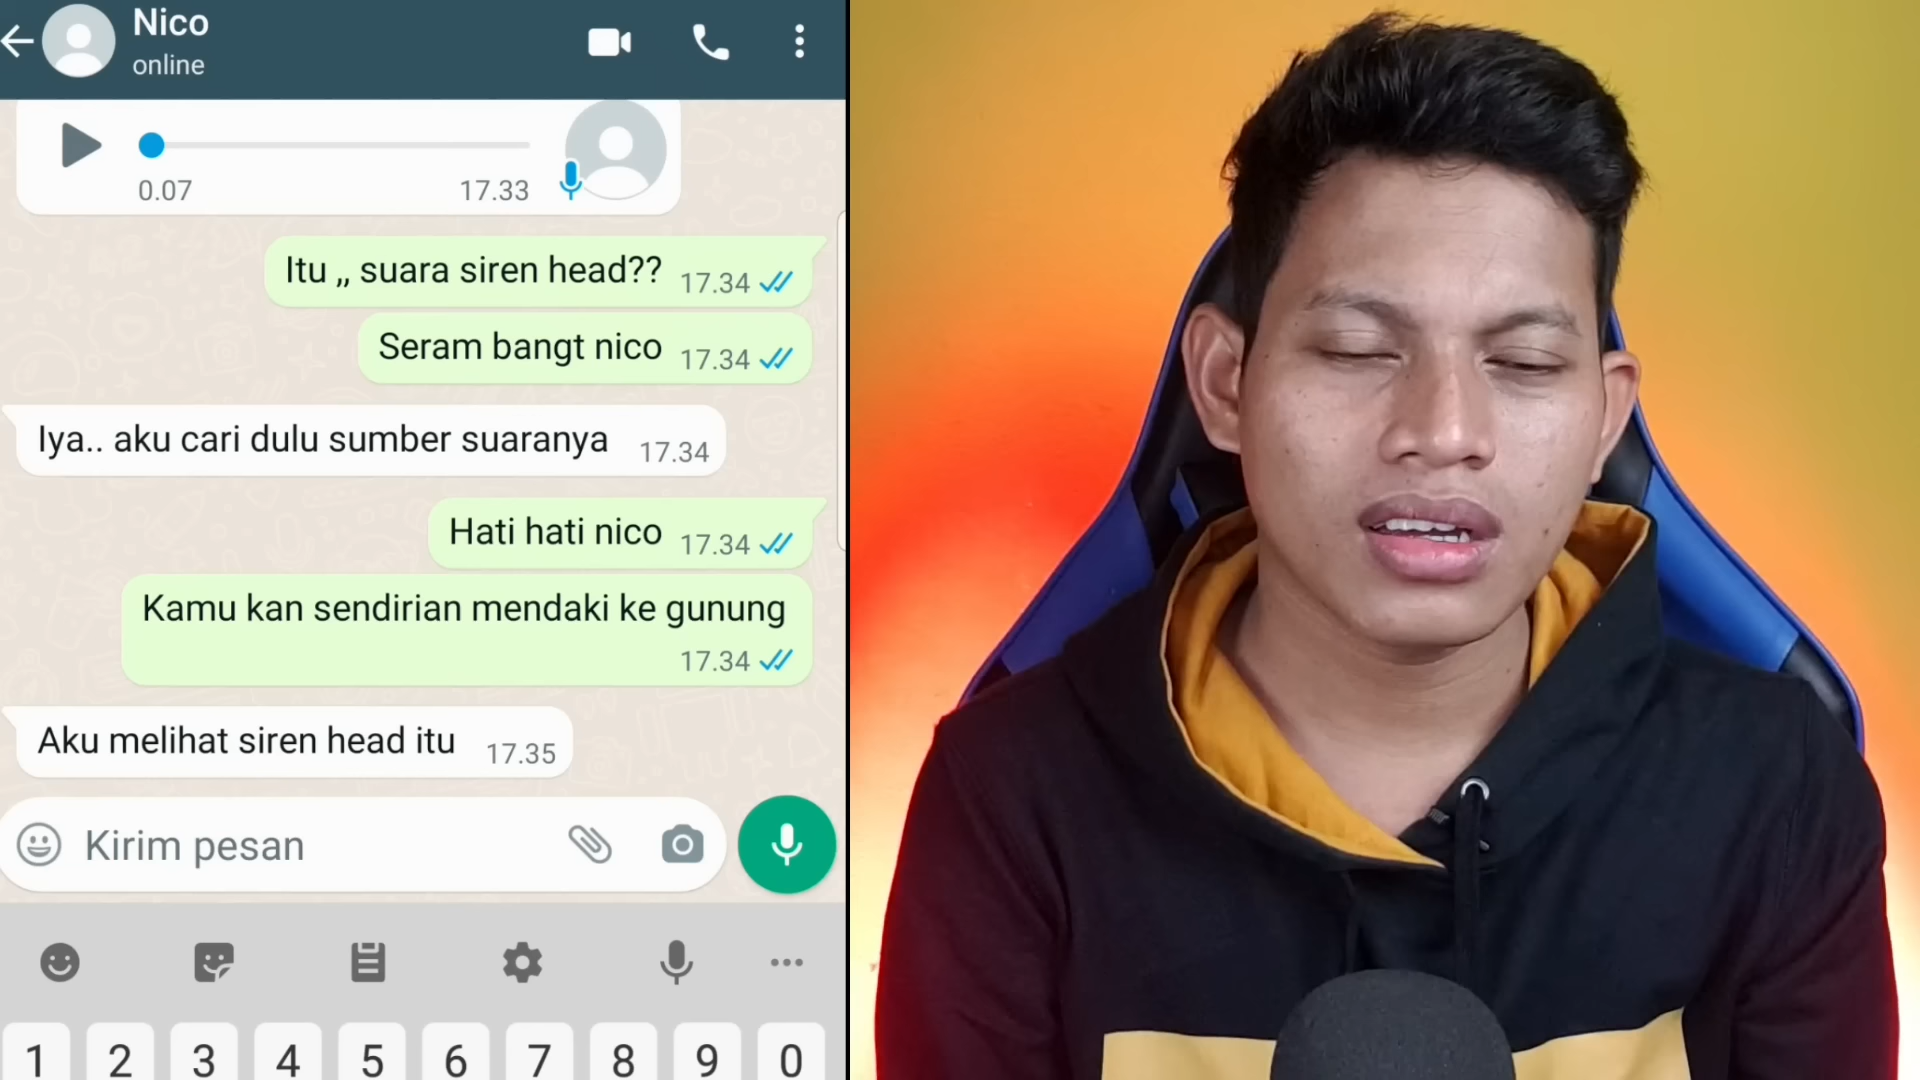 Nico
online
0.07 17.33
Itu ,, suara siren head?? 17.34
Seram bangt nico 17.34
Iya.. aku cari dulu sumber suaranya 17.34
Hati hati nico 17.34
Kamu kan sendirian mendaki ke gunung
17.34
Aku melihat siren head itu 17.35
Kirim pesan
1 2 3 4 5 6 7 8 9 0